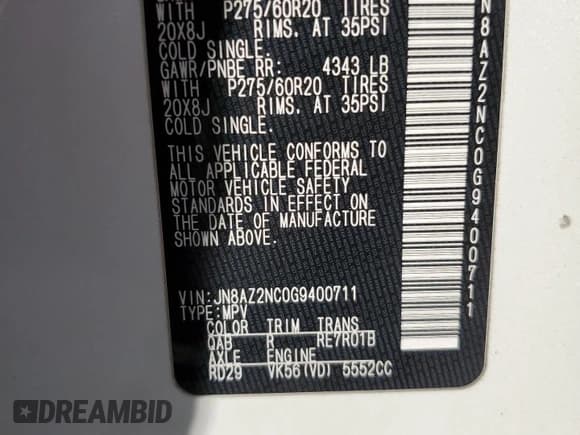 WITH P275/60R20 TIRES
20X8J RIMS. AT 35PSI
COLD SINGLE.
GAWR/PNBE RR: 4343 LB
WITH P275/60R20 TIRES
20X8J RIMS. AT 35PSI
COLD SINGLE.
THIS VEHICLE CONFORMS TO
ALL APPLICABLE FEDERAL
MOTOR VEHICLE SAFETY
STANDARDS IN EFFECT ON
THE DATE OF MANUFACTURE
SHOWN ABOVE.
VIN:JN8AZ2NC0G9400711
TYPE:MPV
COLOR TRIM TRANS
QAB R RE7R01B
AXLE ENGINE
RD29 VK56(VD) 5552CC
N8AZ2NC0G9400711
DREAMBID